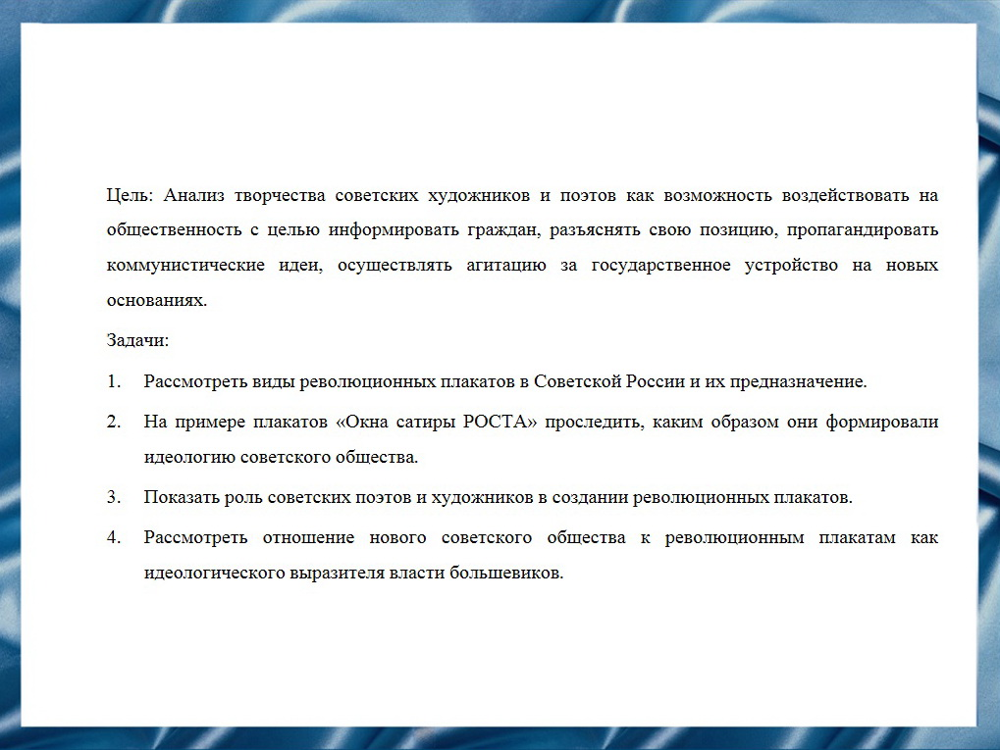 Цель: Анализ творчества советских художников и поэтов как возможность воздействовать на
общественность с целью информировать граждан, разъяснять свою позицию, пропагандировать
коммунистические идеи, осуществлять агитацию за государственное устройство на новых
основаниях.
Задачи:
1. Рассмотреть виды революционных плакатов в Советской России и их предназначение.
2. На примере плакатов «Окна сатиры РОСТА» проследить, каким образом они формировали
идеологию советского общества.
3. Показать роль советских поэтов и художников в создании революционных плакатов.
4. Рассмотреть отношение нового советского общества к революционным плакатам как
идеологического выразителя власти большевиков.